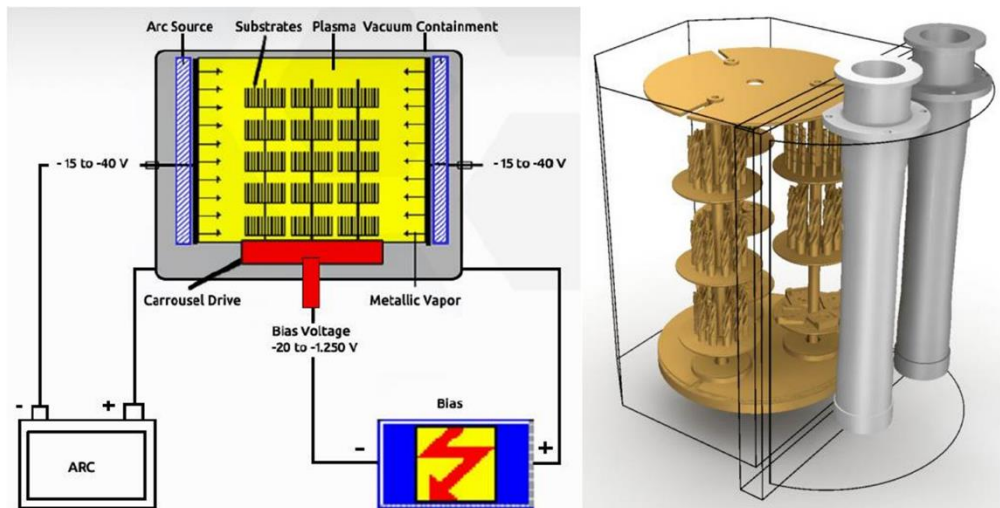 Arc Source Substrates Plasma Vacuum Containment
- 15 to -40 V
- 15 to -40 V
Carrousel Drive
Metallic Vapor
Bias Voltage
-20 to -1.250 V
- +
ARC
Bias
- +